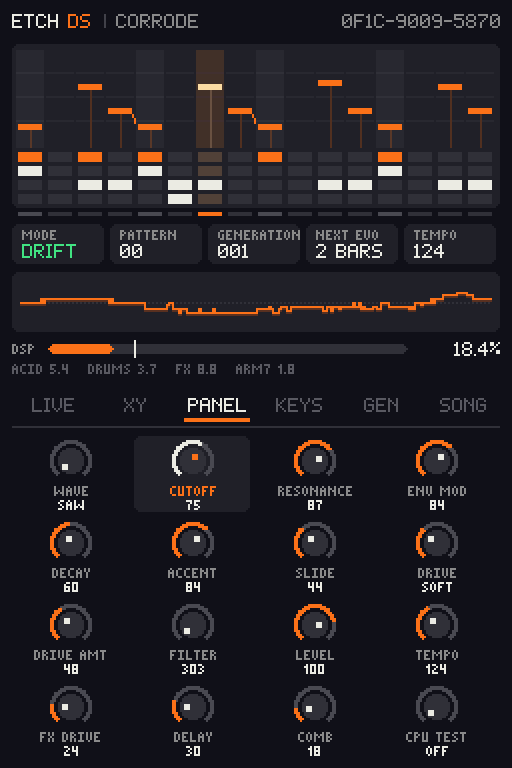 ETCH DS | CORRODE 0F1C-9009-5870
MODE PATTERN GENERATION NEXT EVO TEMPO
DRIFT 00 001 2 BARS 124
DSP 18.4%
ACID 5.4 DRUMS 3.7 FX 8.8 ARM7 1.8
LIVE XY PANEL KEYS GEN SONG
WAVE CUTOFF RESONANCE ENV MOD
SAW 75 87 84
DECAY ACCENT SLIDE DRIVE
60 84 44 SOFT
DRIVE AMT FILTER LEVEL TEMPO
48 303 100 124
FX DRIVE DELAY COMB CPU TEST
24 30 18 OFF